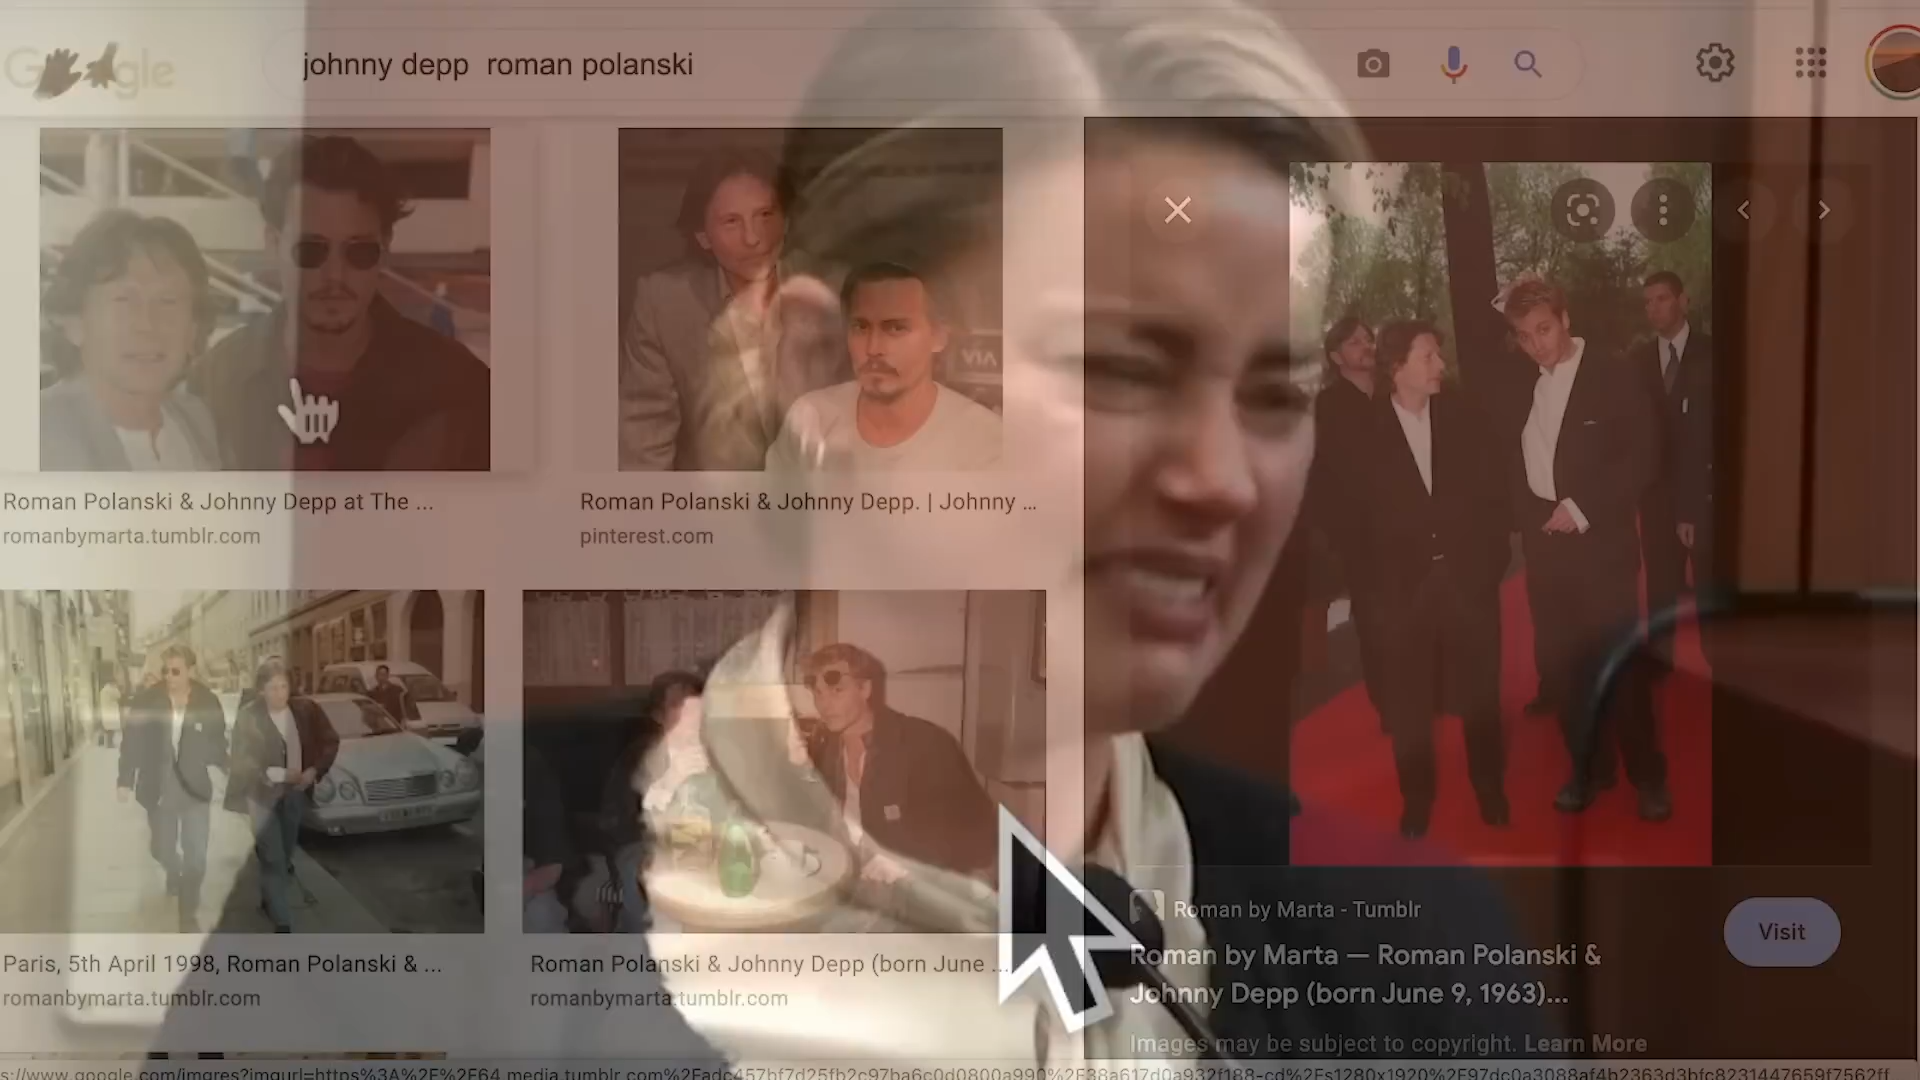 Google
johnny depp roman polanski
VIA
Roman Polanski & Johnny Depp at The ...
romanbymarta.tumblr.com
Roman Polanski & Johnny Depp. | Johnny ...
pinterest.com
Paris, 5th April 1998, Roman Polanski & ...
romanbymarta.tumblr.com
Roman Polanski & Johnny Depp (born June ...
romanbymarta.tumblr.com
Roman by Marta - Tumblr
Visit
Roman by Marta — Roman Polanski &
Johnny Depp (born June 9, 1963)...
Images may be subject to copyright. Learn More